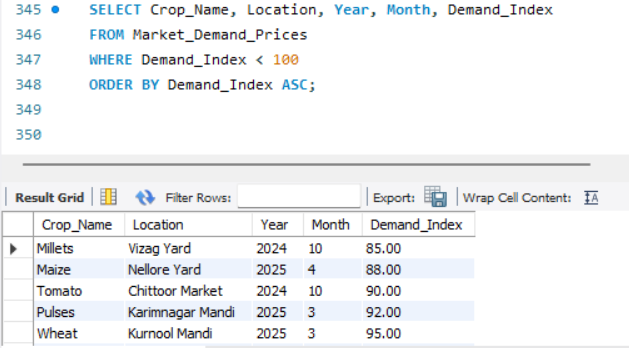 345 SELECT Crop_Name, Location, Year, Month, Demand_Index
346 FROM Market_Demand_Prices
347 WHERE Demand_Index < 100
348 ORDER BY Demand_Index ASC;
349
350
Result Grid Filter Rows: Export: Wrap Cell Content:
Crop_Name Location Year Month Demand_Index
Millets Vizag Yard 2024 10 85.00
Maize Nellore Yard 2025 4 88.00
Tomato Chittoor Market 2024 10 90.00
Pulses Karimnagar Mandi 2025 3 92.00
Wheat Kurnool Mandi 2025 3 95.00